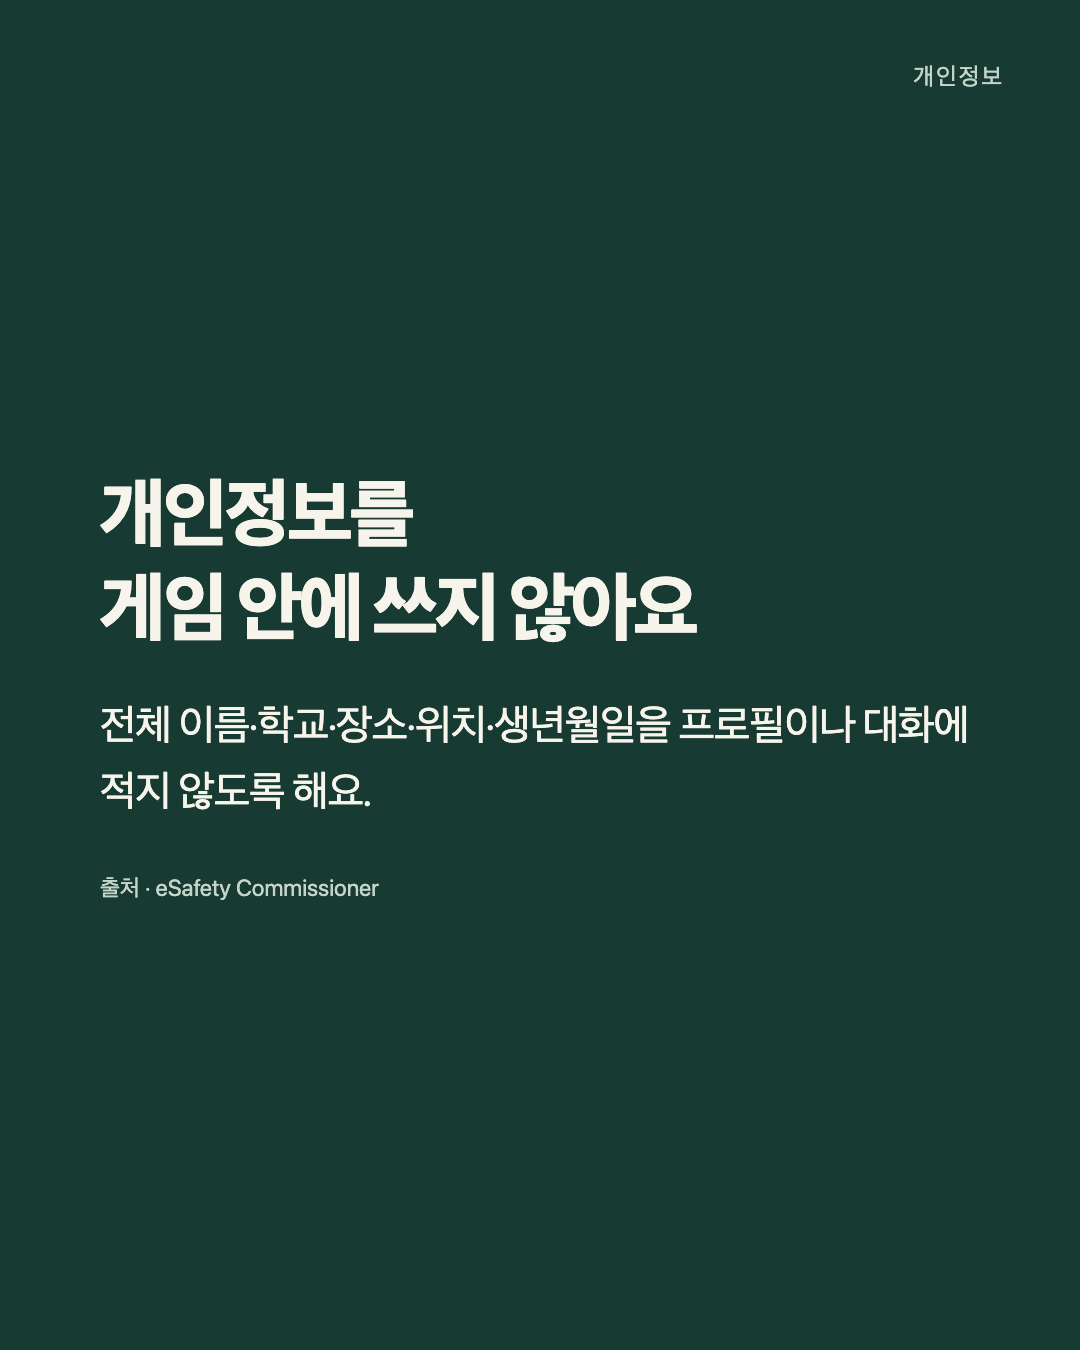 개인정보
개인정보를
게임 안에 쓰지 않아요
전체 이름·학교·장소·위치·생년월일을 프로필이나 대화에
적지 않도록 해요.
출처 · eSafety Commissioner